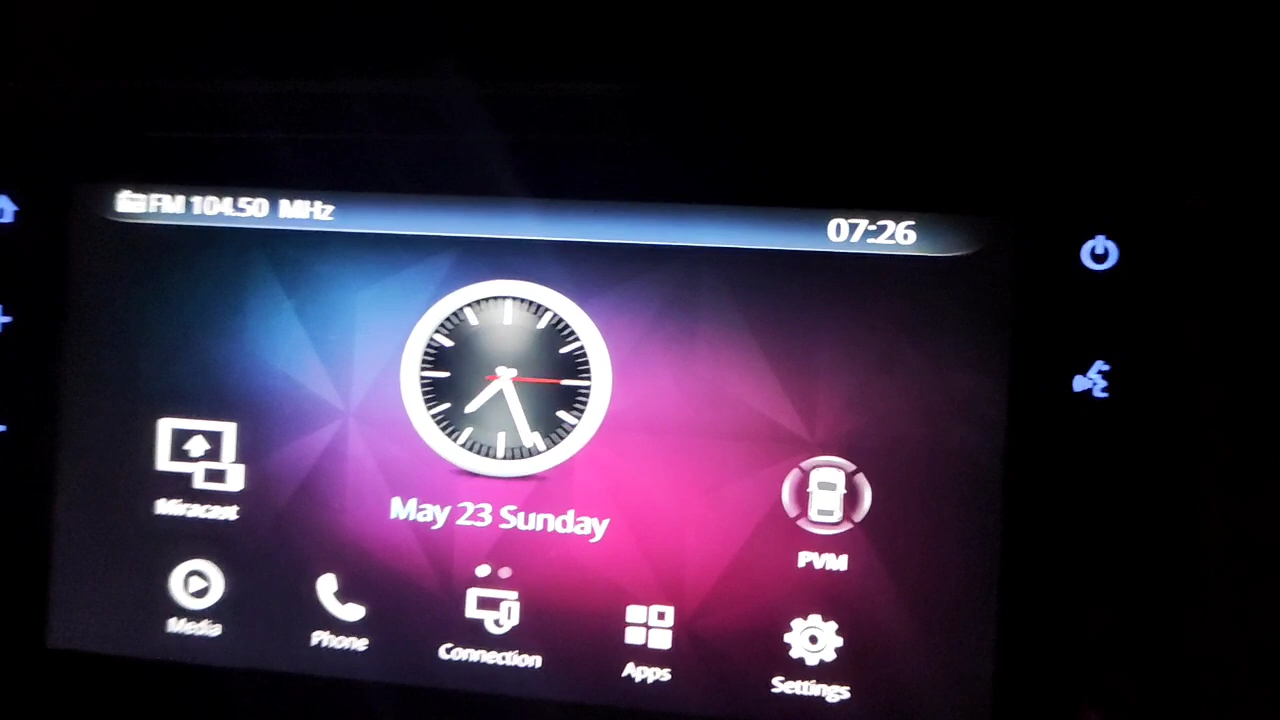 FM 104.50 MHz
07:26
May 23 Sunday
Miracast
PVM
Media
Phone
Connection
Apps
Settings